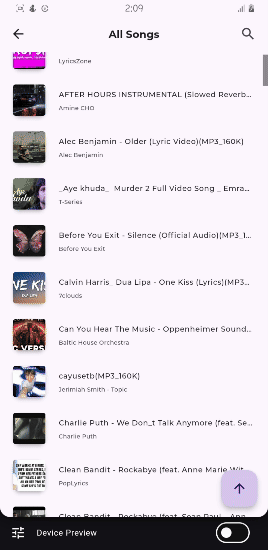 2:09
All Songs
LyricsZone
AFTER HOURS INSTRUMENTAL (Slowed Reverb...
Amine CHO
Alec Benjamin - Older (Lyric Video)(MP3_160K)
Alec Benjamin
_Aye khuda_ Murder 2 Full Video Song _ Emra...
T-Series
Before You Exit - Silence (Official Audio)(MP3_1...
Before You Exit
Calvin Harris_ Dua Lipa - One Kiss (Lyrics)(MP3...
7clouds
Can You Hear The Music - Oppenheimer Sound...
Baltic House Orchestra
cayusetb(MP3_160K)
Jerimiah Smith - Topic
Charlie Puth - We Don_t Talk Anymore (feat. Se...
Charlie Puth
Clean Bandit - Rockabye (feat. Anne Marie
PopLyrics
Clean Bandit - Rockabye (feat. Sean Paul
Device Preview